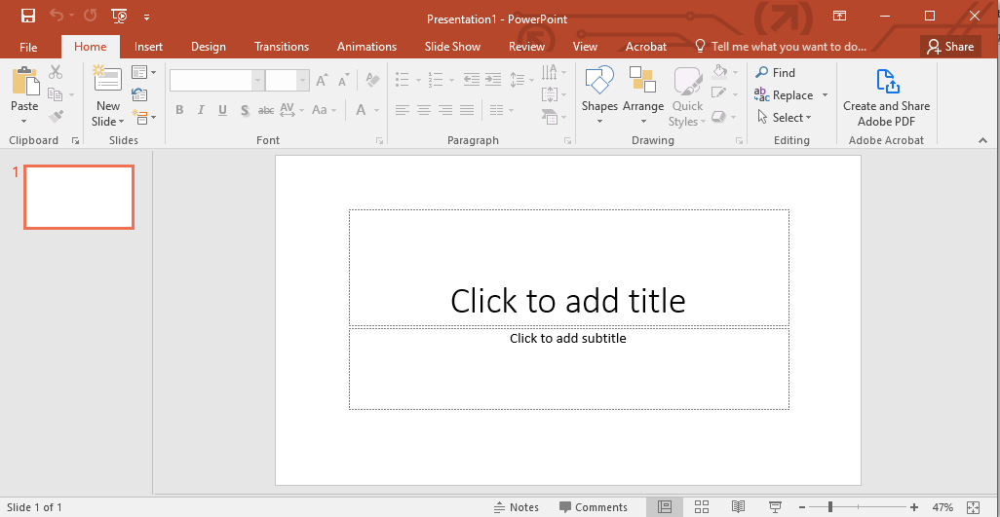 Presentation1 - PowerPoint
File Home Insert Design Transitions Animations Slide Show Review View Acrobat Tell me what you want to do... Share
Paste
New
Slide
B I U S abc AV Aa A
A A
Shapes Arrange Quick
Styles
Find
Replace
Select
Create and Share
Adobe PDF
Clipboard Slides Font Paragraph Drawing Editing Adobe Acrobat
1
Click to add title
Click to add subtitle
Slide 1 of 1 Notes Comments 47%